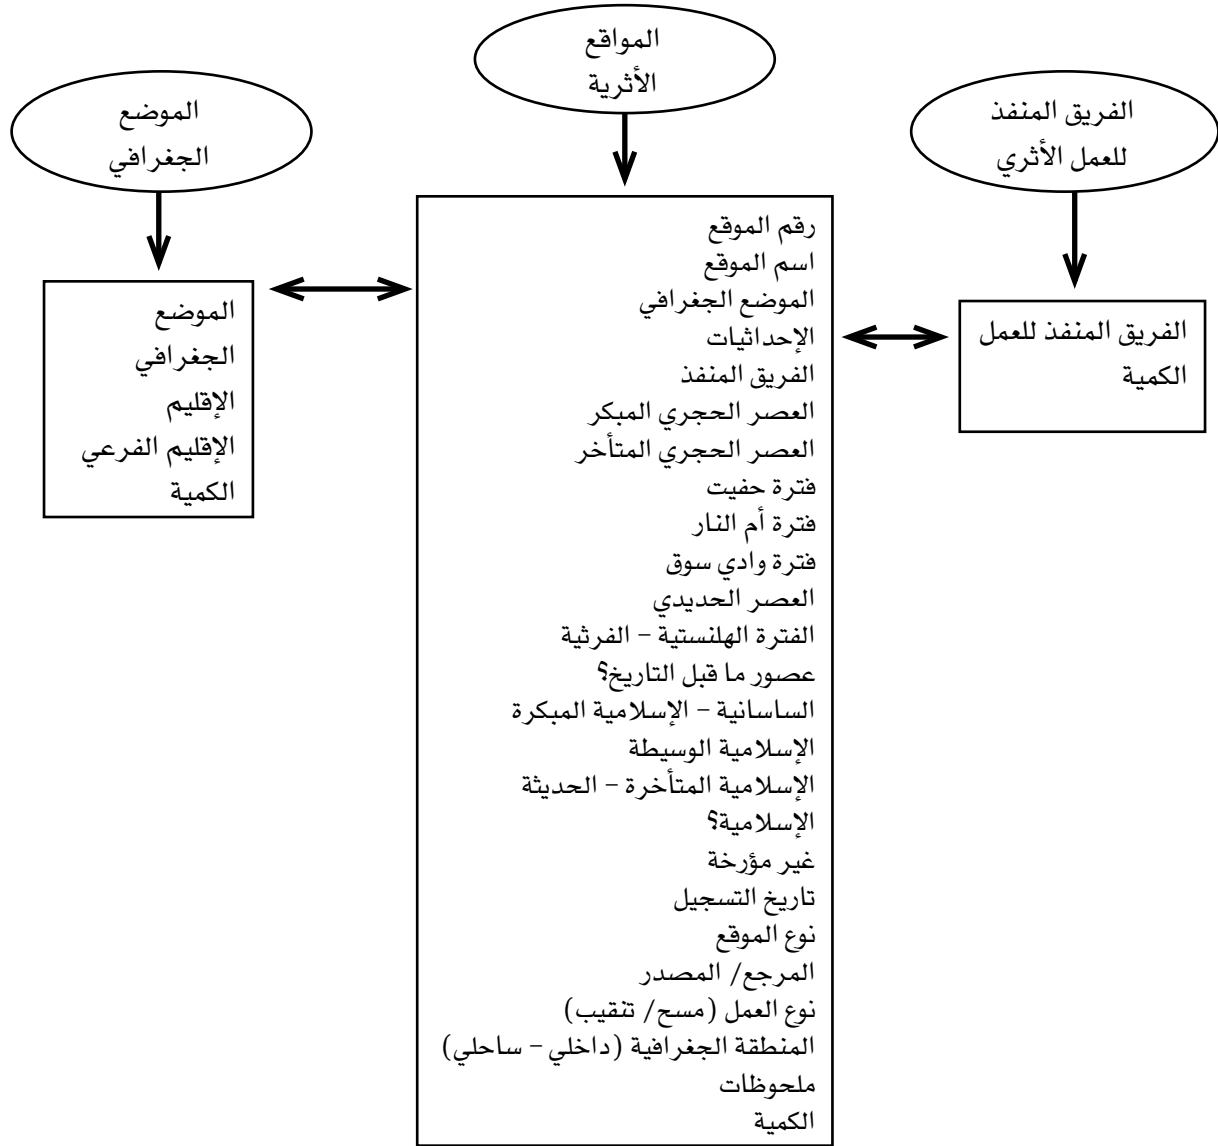 المواقع
الأثرية
الفريق المنفذ
للعمل الأثري
الموضع
الجغرافي
الفريق المنفذ للعمل
الكمية
رقم الموقع
اسم الموقع
الموضع الجغرافي
الإحداثيات
الفريق المنفذ
العصر الحجري المبكر
العصر الحجري المتأخر
فترة حفيت
فترة أم النار
فترة وادي سوق
العصر الحديدي
الفترة الهلنستية – الفرثية
عصور ما قبل التاريخ؟
الساسانية – الإسلامية المبكرة
الإسلامية الوسيطة
الإسلامية المتأخرة – الحديثة
الإسلامية؟
غير مؤرخة
تاريخ التسجيل
نوع الموقع
المرجع/ المصدر
نوع العمل (مسح/ تنقيب)
المنطقة الجغرافية (داخلي – ساحلي)
ملحوظات
الكمية
الموضع
الجغرافي
الإقليم
الإقليم الفرعي
الكمية